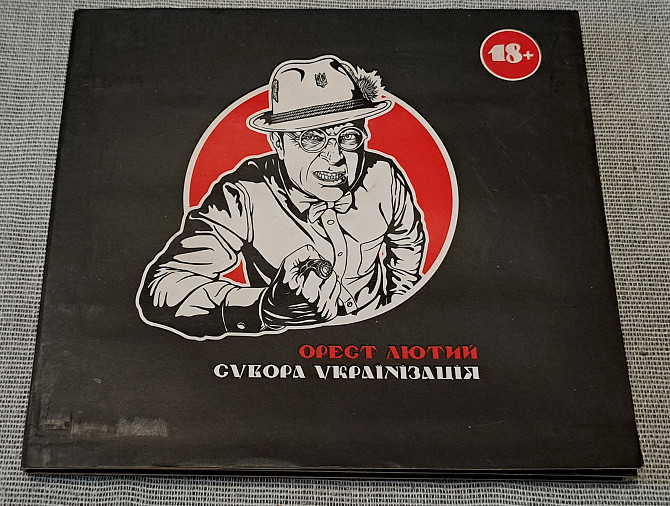 18+
ОРЕСТ ЛЮТИЙ
СУВОРА УКРАЇНІЗАЦІЯ